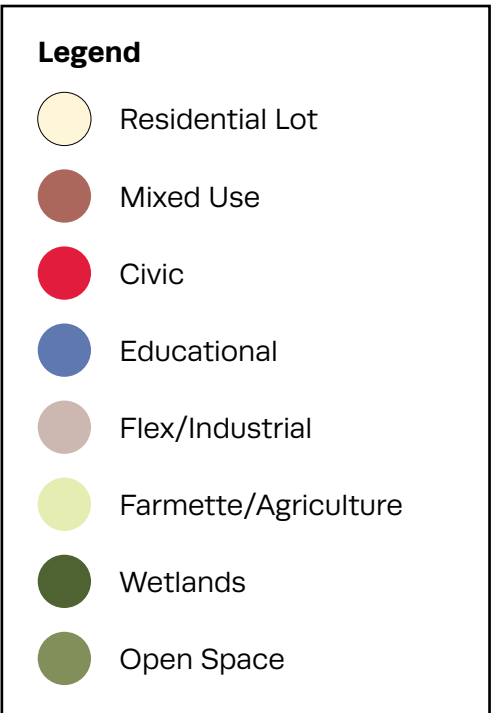 Legend
Residential Lot
Mixed Use
Civic
Educational
Flex/Industrial
Farmette/Agriculture
Wetlands
Open Space